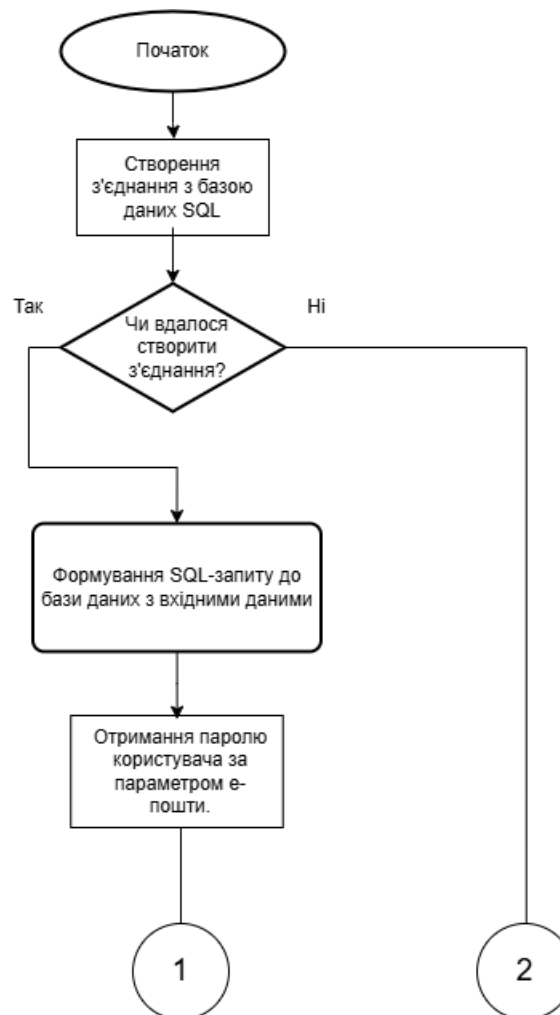 Початок
Створення
з'єднання з базою
даних SQL
Так
Ні
Чи вдалося
створити
з'єднання?
Формування SQL-запиту до
бази даних з вхідними даними
Отримання паролю
користувача за
параметром е-
пошти.
1
2